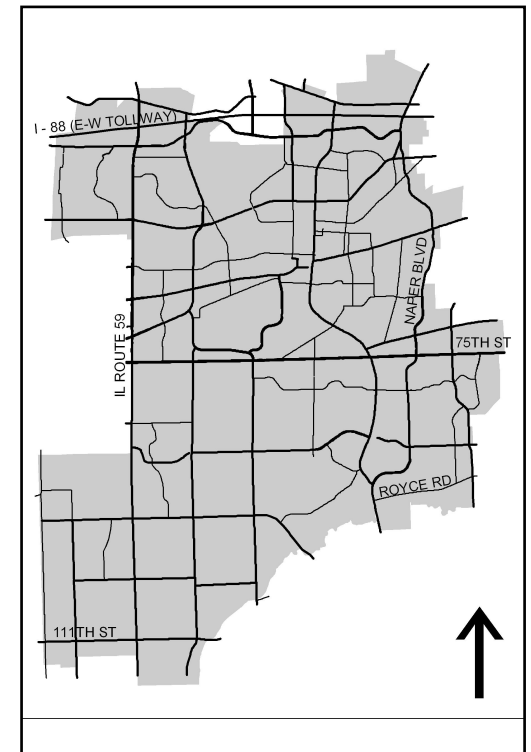 I - 88 (E-W TOLLWAY)
NAPER BLVD
IL ROUTE 59
75TH ST
ROYCE RD
111TH ST